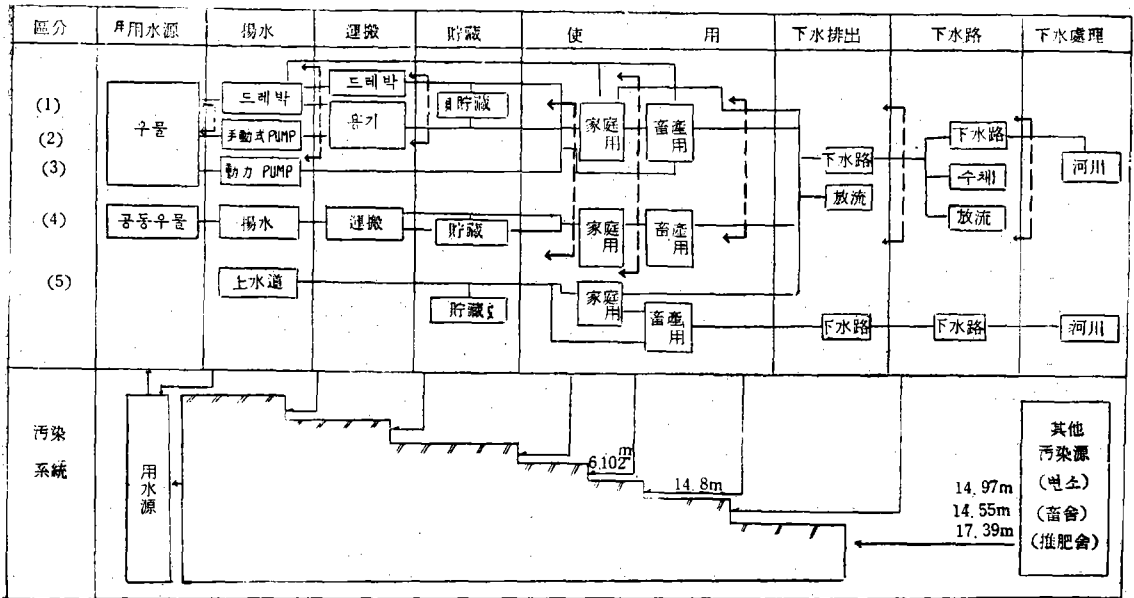 區分 用用水源 揚水 運搬 貯藏 使 用 下水排出 下水路 下水處理
(1)
(2)
(3)
(4)
(5)
우물
드레박
手動式 PUMP
動力 PUMP
드레박
용기
貯藏
家庭用
畜產用
下水路
放流
下水路
수채
放流
河川
공동우물
揚水
運搬
貯藏
家庭用
畜產用
上水道
貯藏
家庭用
畜產用
下水路
下水路
河川
汚染
系統
用水源
6.102m
14.8m
14.97m
14.55m
17.39m
其他
汚染源
(변소)
(畜舍)
(堆肥舍)